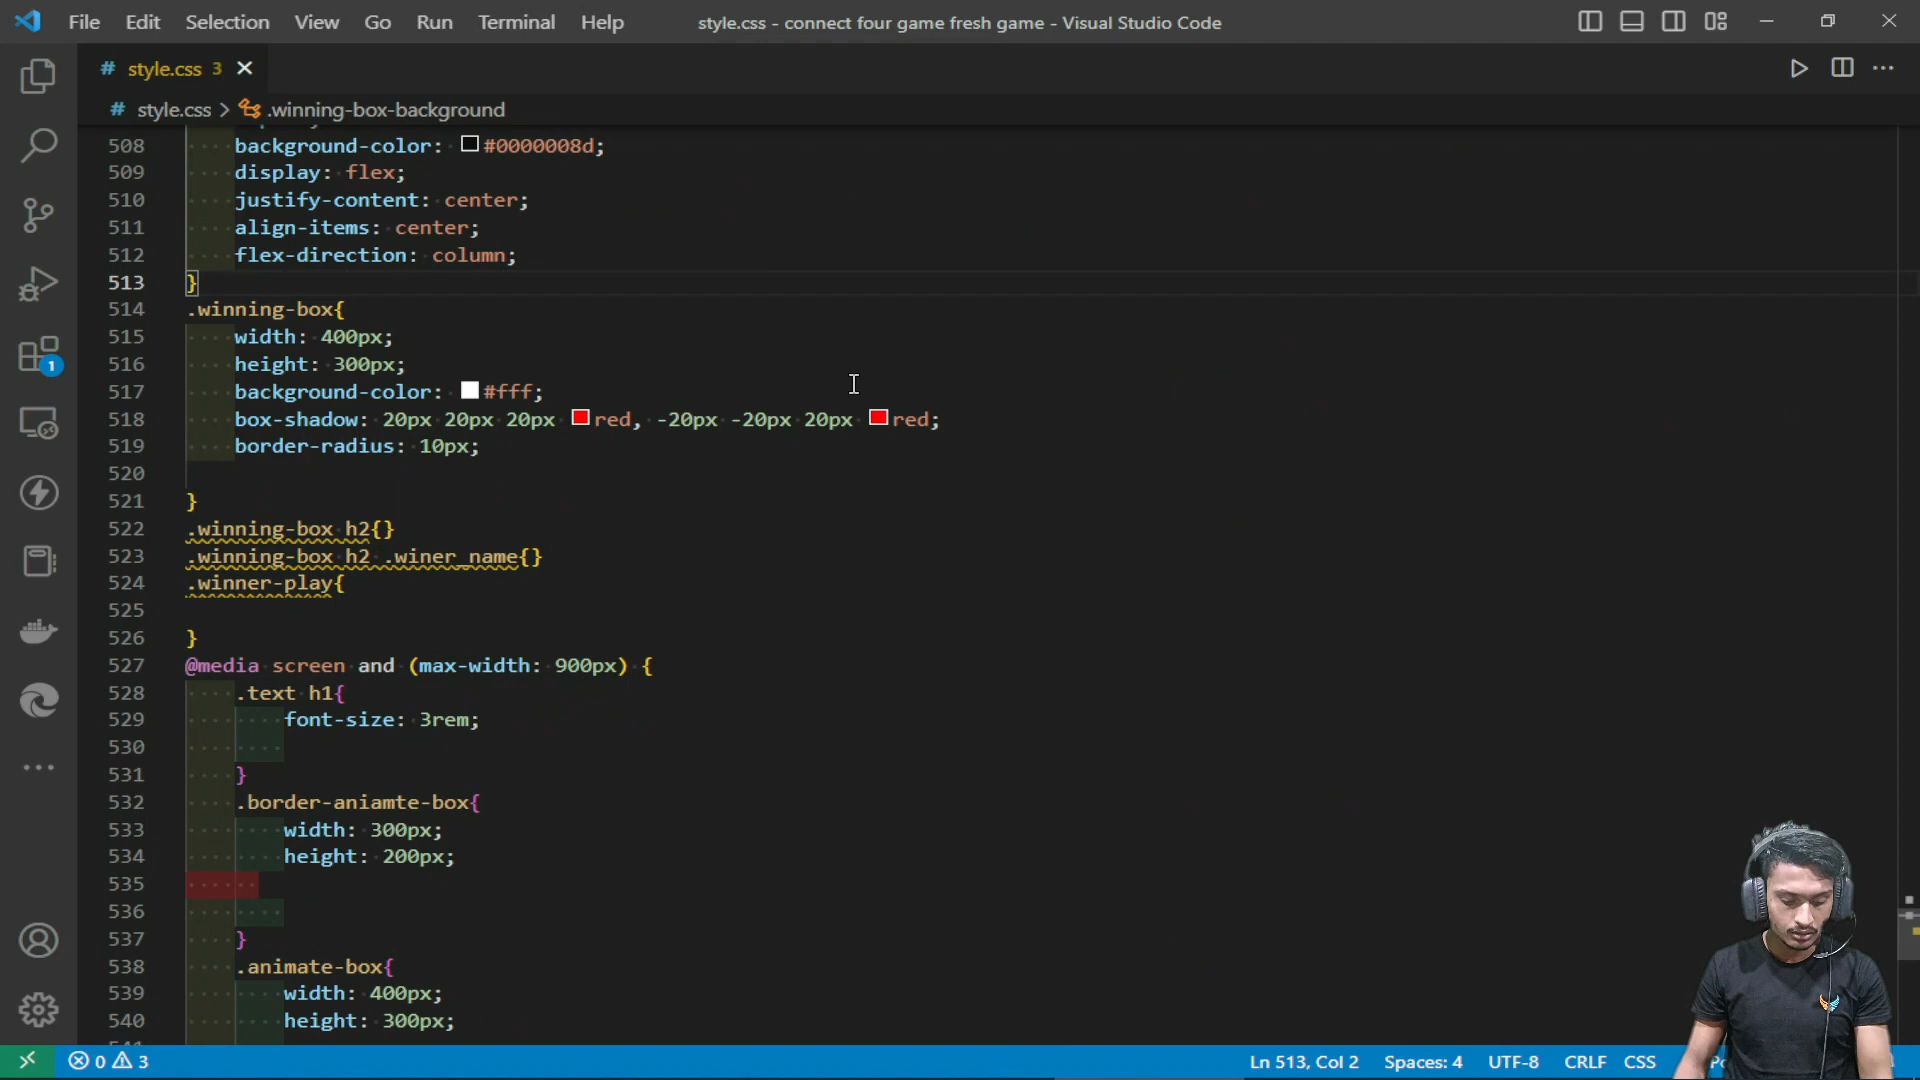 File Edit Selection View Go Run Terminal Help style.css - connect four game fresh game - Visual Studio Code
# style.css 3
# style.css > .winning-box-background
508 background-color: #0000008d;
509 display: flex;
510 justify-content: center;
511 align-items: center;
512 flex-direction: column;
513 }
514 .winning-box{
515 width: 400px;
516 height: 300px;
517 background-color: #fff;
518 box-shadow: 20px 20px 20px red, -20px -20px 20px red;
519 border-radius: 10px;
520
521 }
522 .winning-box h2{}
523 .winning-box h2 .winer_name{}
524 .winner-play{
525
526 }
527 @media screen and (max-width: 900px) {
528 .text h1{
529 font-size: 3rem;
530
531 }
532 .border-aniamte-box{
533 width: 300px;
534 height: 200px;
535
536
537 }
538 .animate-box{
539 width: 400px;
540 height: 300px;
1
0 3 Ln 513, Col 2 Spaces: 4 UTF-8 CRLF CSS